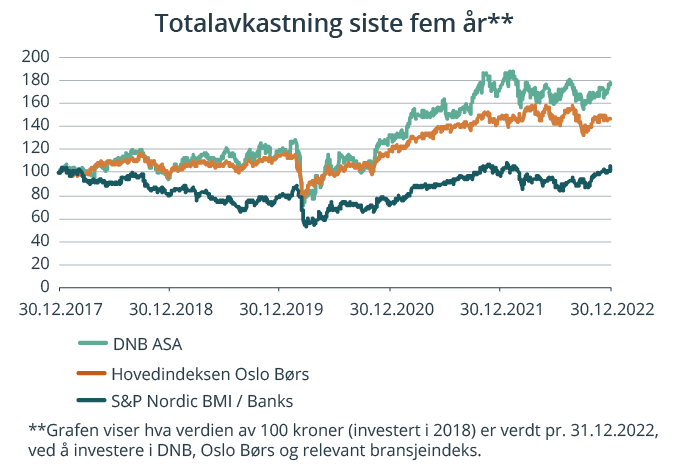 Totalavkastning siste fem år**
200
180
160
140
120
100
80
60
40
20
0
30.12.2017 30.12.2018 30.12.2019 30.12.2020 30.12.2021 30.12.2022
DNB ASA
Hovedindeksen Oslo Børs
S&P Nordic BMI / Banks
**Grafen viser hva verdien av 100 kroner (investert i 2018) er verdt pr. 31.12.2022,
ved å investere i DNB, Oslo Børs og relevant bransjeindeks.